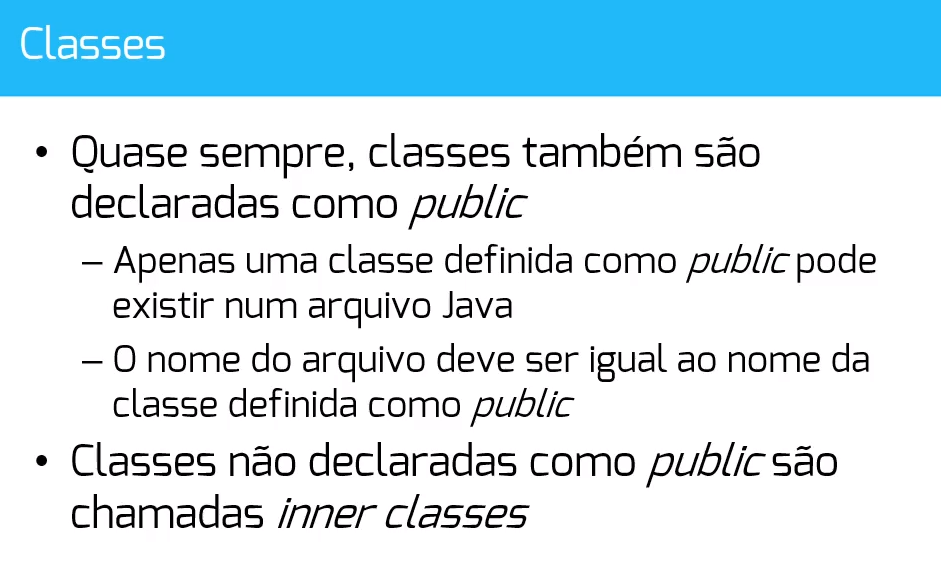 Classes
• Quase sempre, classes também são
declaradas como public
– Apenas uma classe definida como public pode
existir num arquivo Java
– O nome do arquivo deve ser igual ao nome da
classe definida como public
• Classes não declaradas como public são
chamadas inner classes